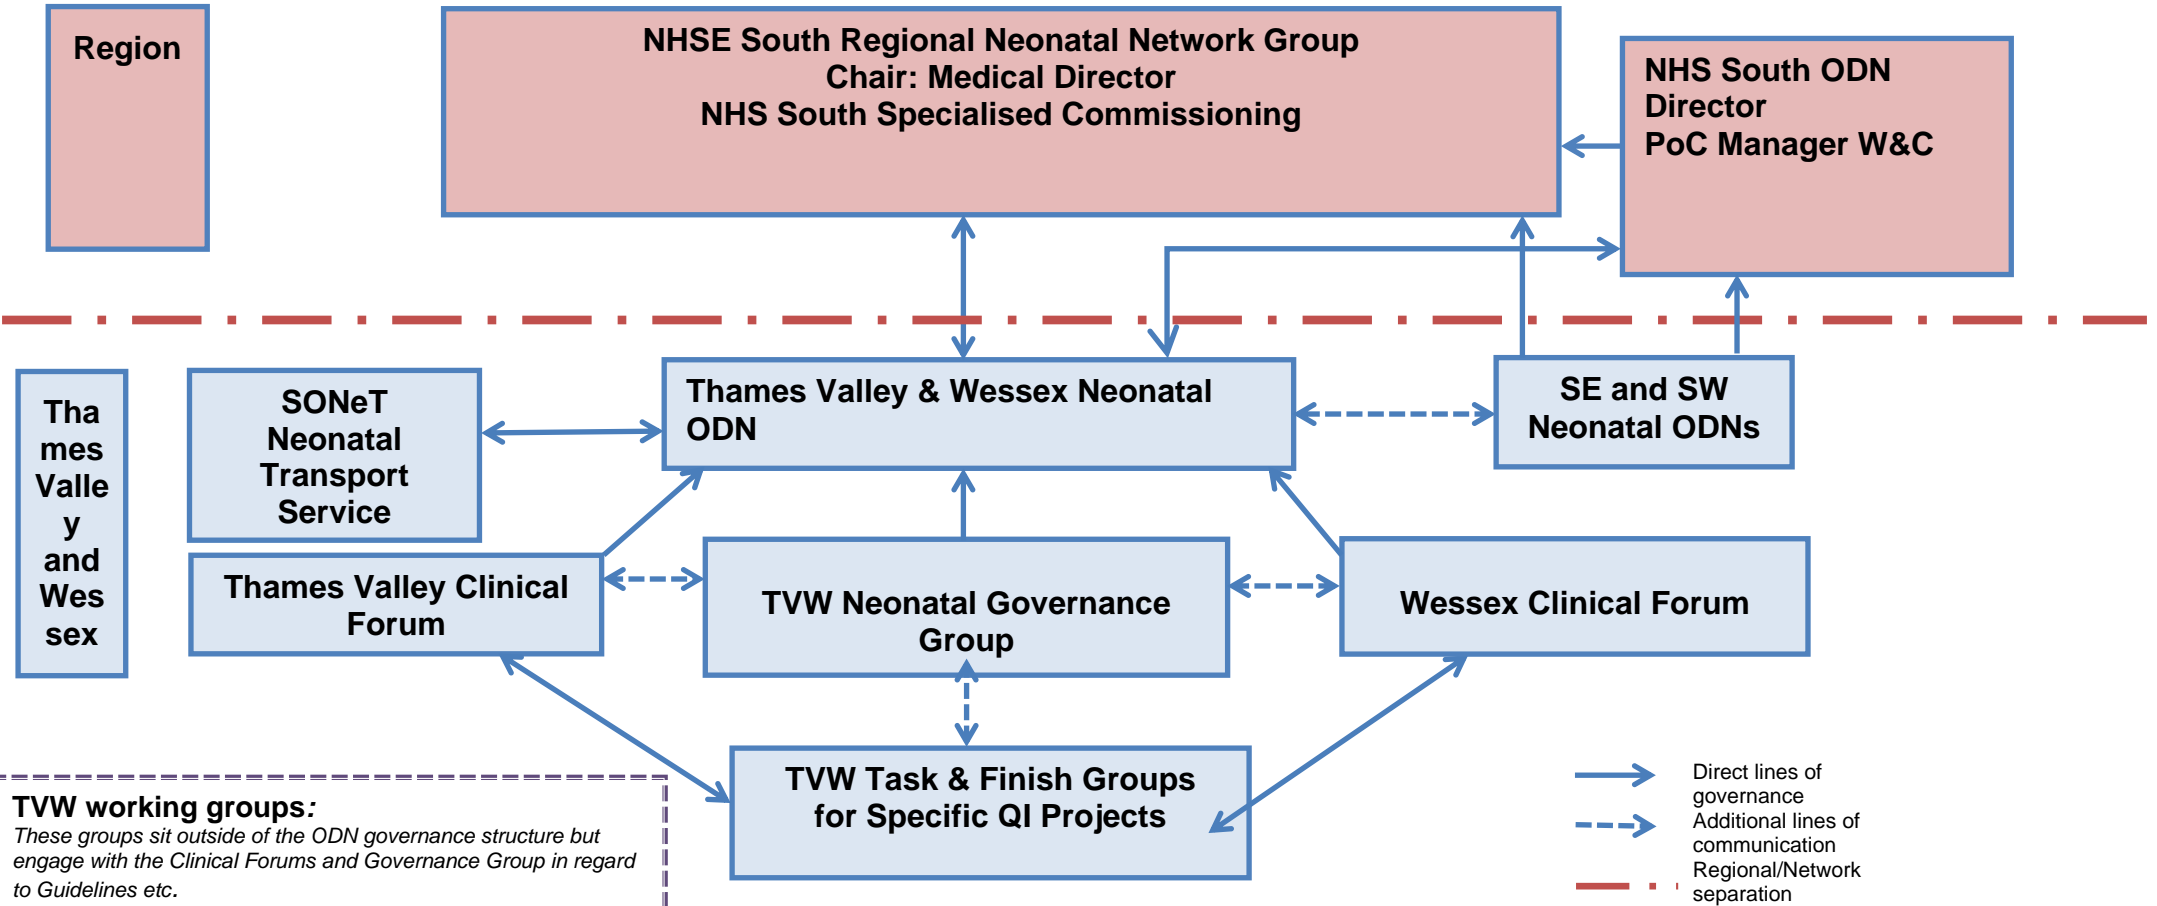 Region
NHSE South Regional Neonatal Network Group
Chair: Medical Director
NHS South Specialised Commissioning
NHS South ODN
Director
PoC Manager W&C
Tha
mes
Valle
y
and
Wes
sex
SONeT
Neonatal
Transport
Service
Thames Valley & Wessex Neonatal
ODN
SE and SW
Neonatal ODNs
Thames Valley Clinical
Forum
TVW Neonatal Governance
Group
Wessex Clinical Forum
TVW Task & Finish Groups
for Specific QI Projects
TVW working groups:
These groups sit outside of the ODN governance structure but
engage with the Clinical Forums and Governance Group in regard
to Guidelines etc.
Direct lines of
governance
Additional lines of
communication
Regional/Network
separation